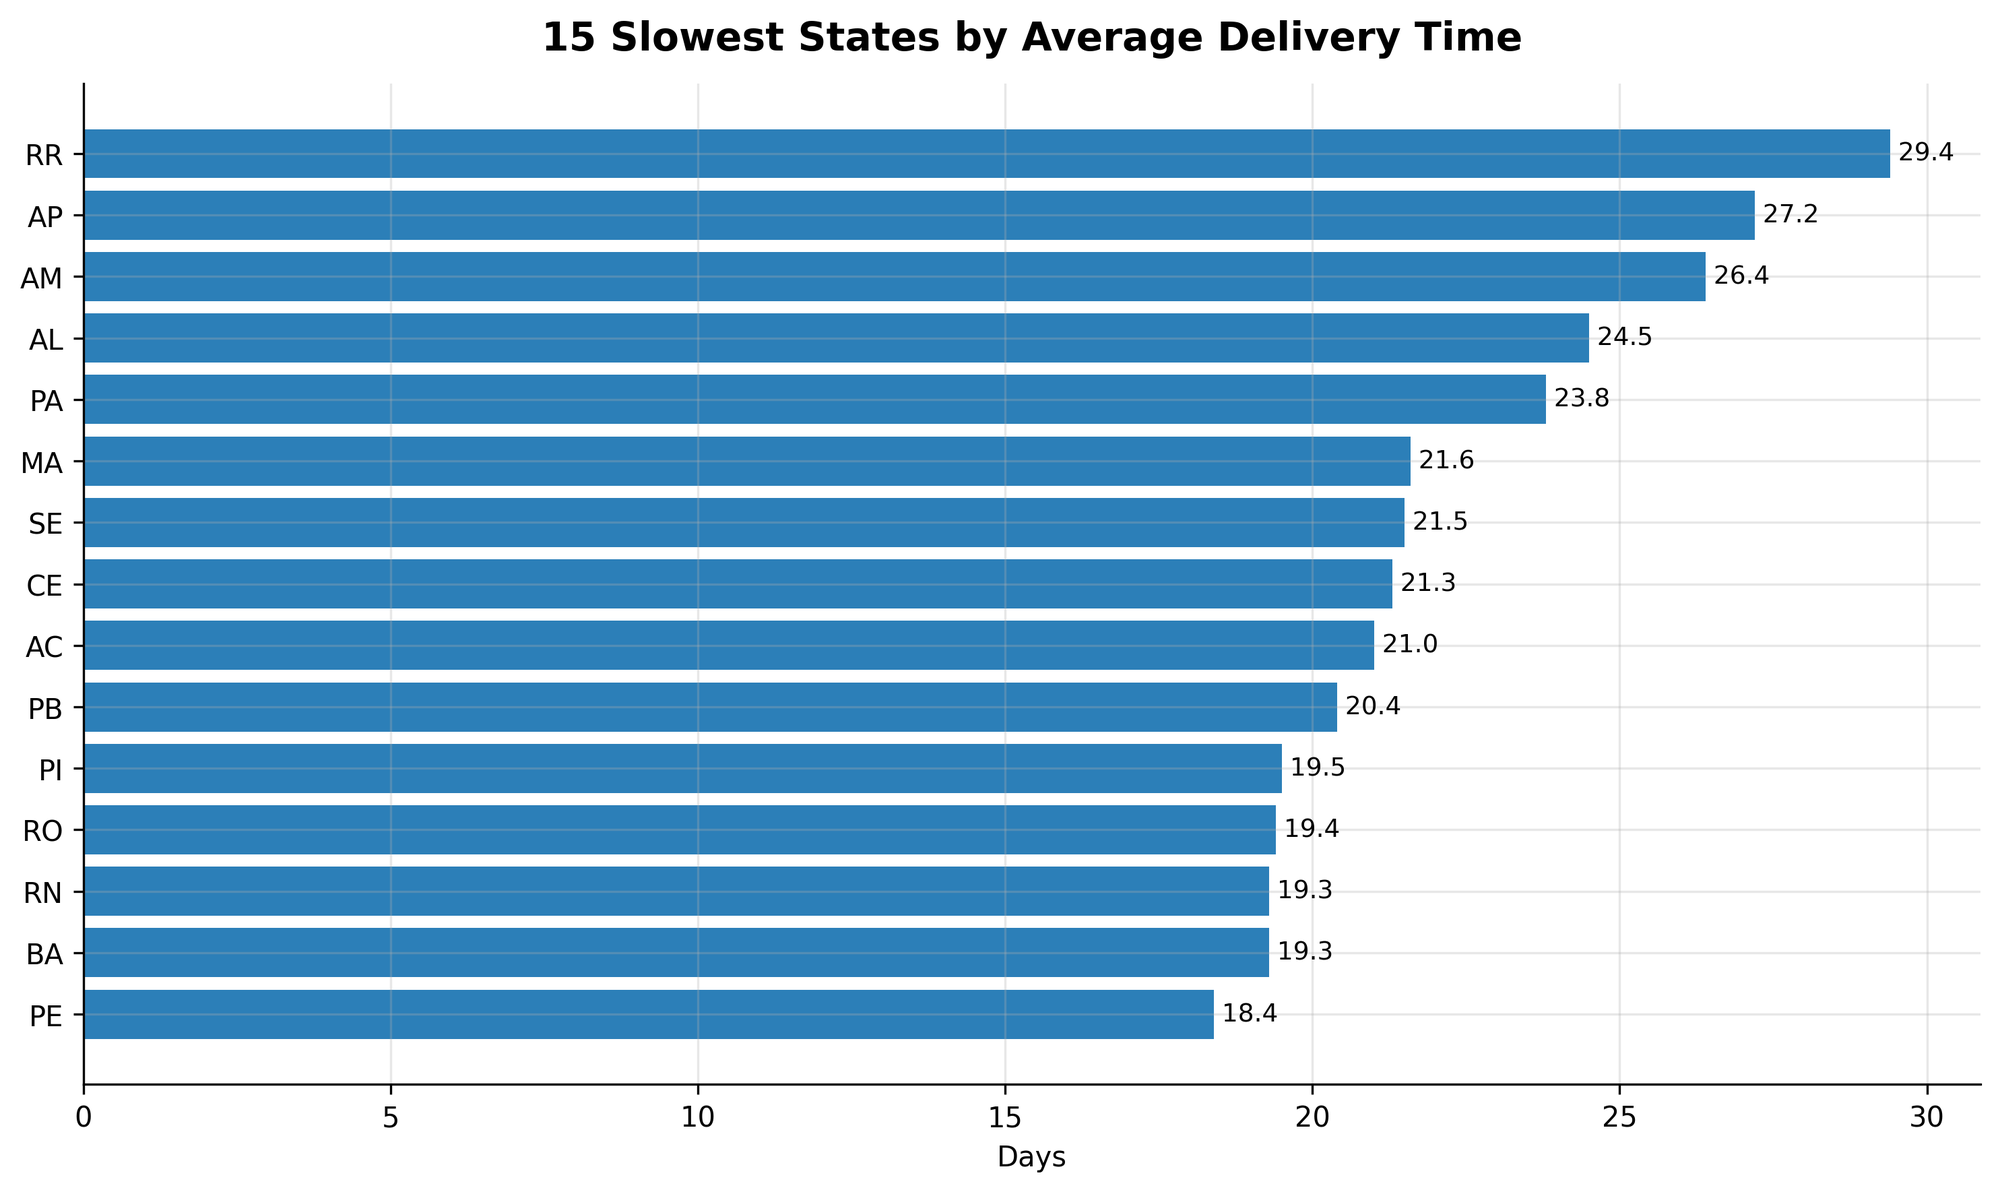 15 Slowest States by Average Delivery Time
RR 29.4
AP 27.2
AM 26.4
AL 24.5
PA 23.8
MA 21.6
SE 21.5
CE 21.3
AC 21.0
PB 20.4
PI 19.5
RO 19.4
RN 19.3
BA 19.3
PE 18.4
0 5 10 15 20 25 30
Days